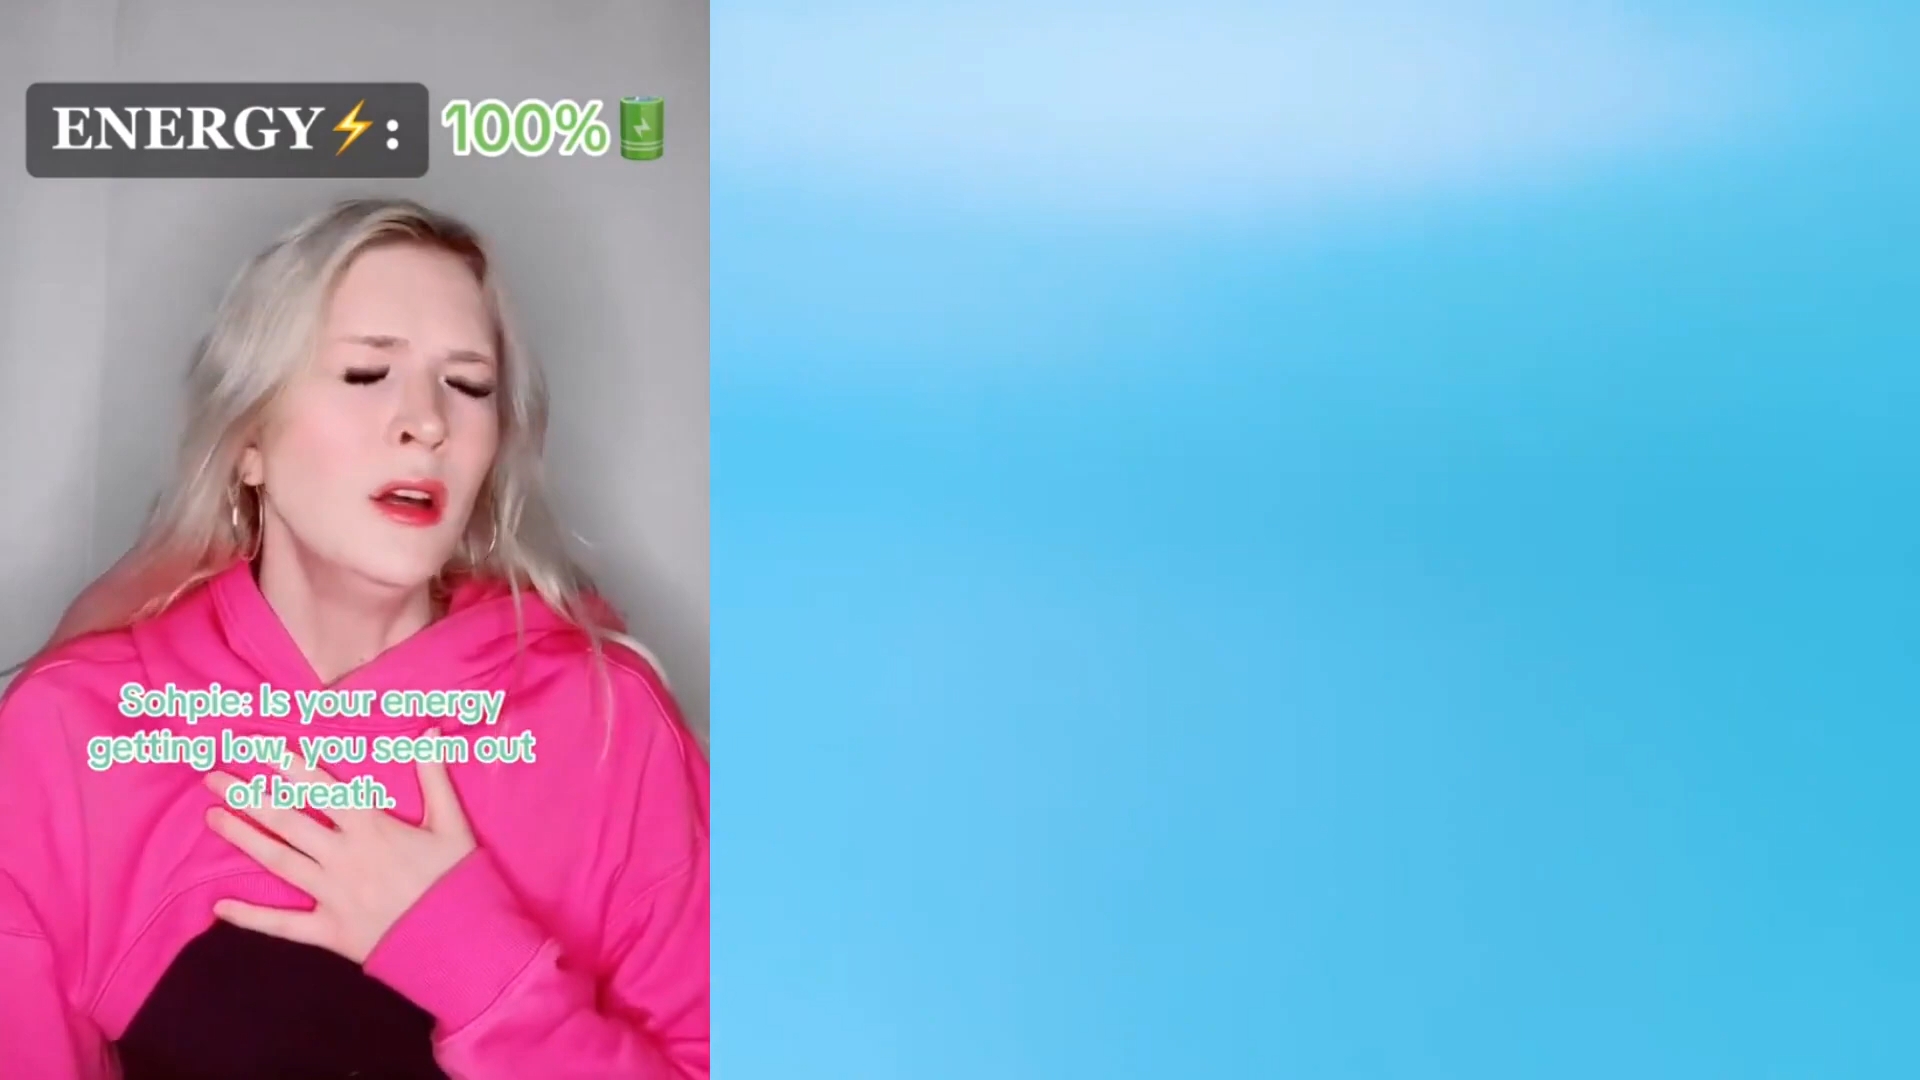 ENERGY⚡: 100%🔋
Sohpie: Is your energy
getting low, you seem out
of breath.